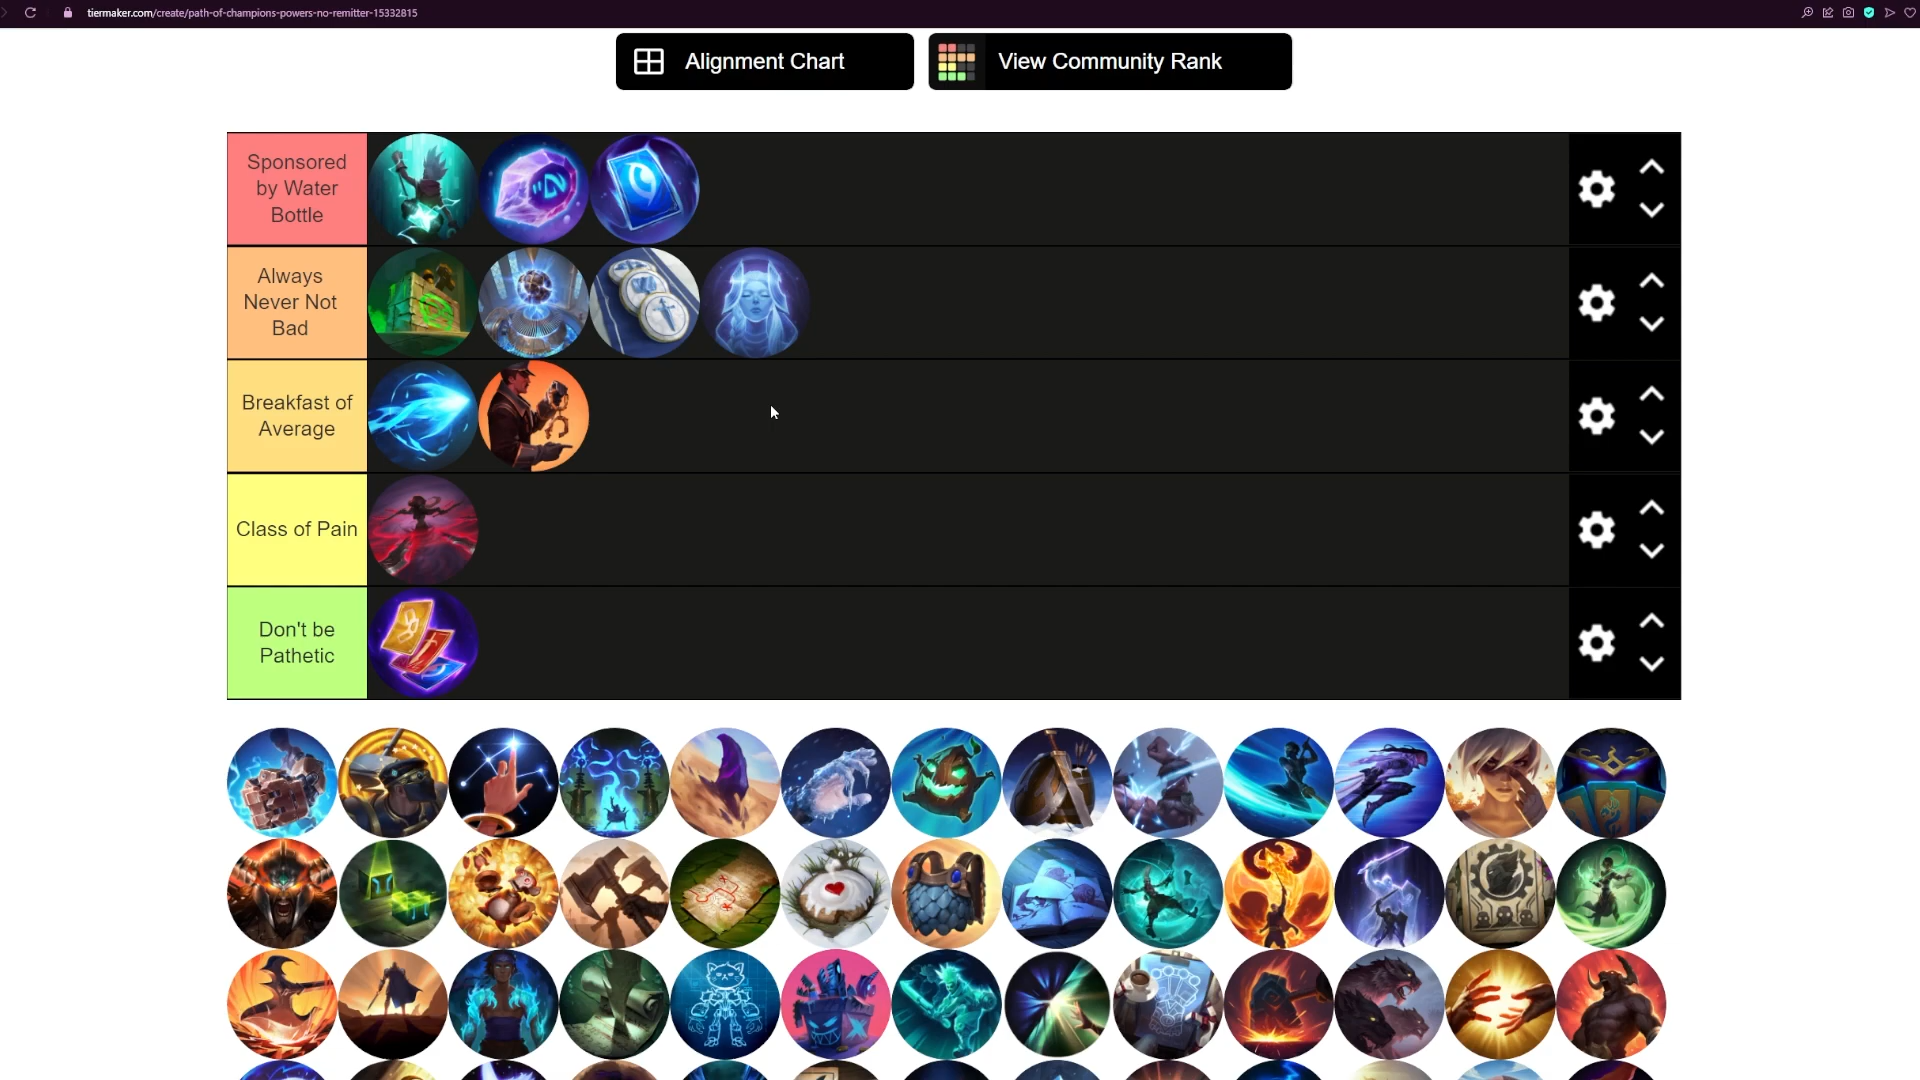 tiermaker.com/create/path-of-champions-powers-no-remitter-15332815
Alignment Chart
View Community Rank
Sponsored
by Water
Bottle
Always
Never Not
Bad
Breakfast of
Average
Class of Pain
Don't be
Pathetic